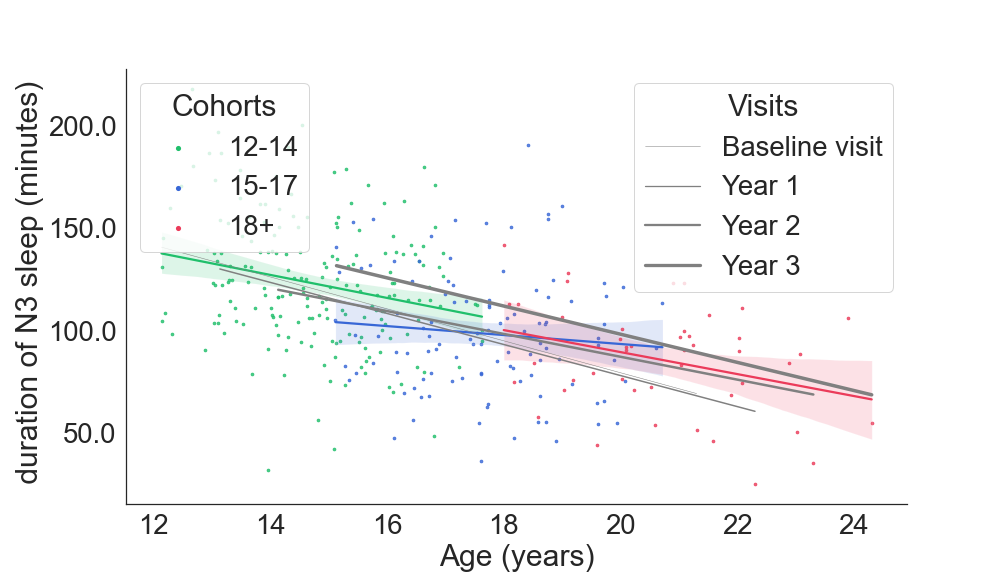 Cohorts
12-14
15-17
18+
Visits
Baseline visit
Year 1
Year 2
Year 3
duration of N3 sleep (minutes)
200.0
150.0
100.0
50.0
12 14 16 18 20 22 24
Age (years)